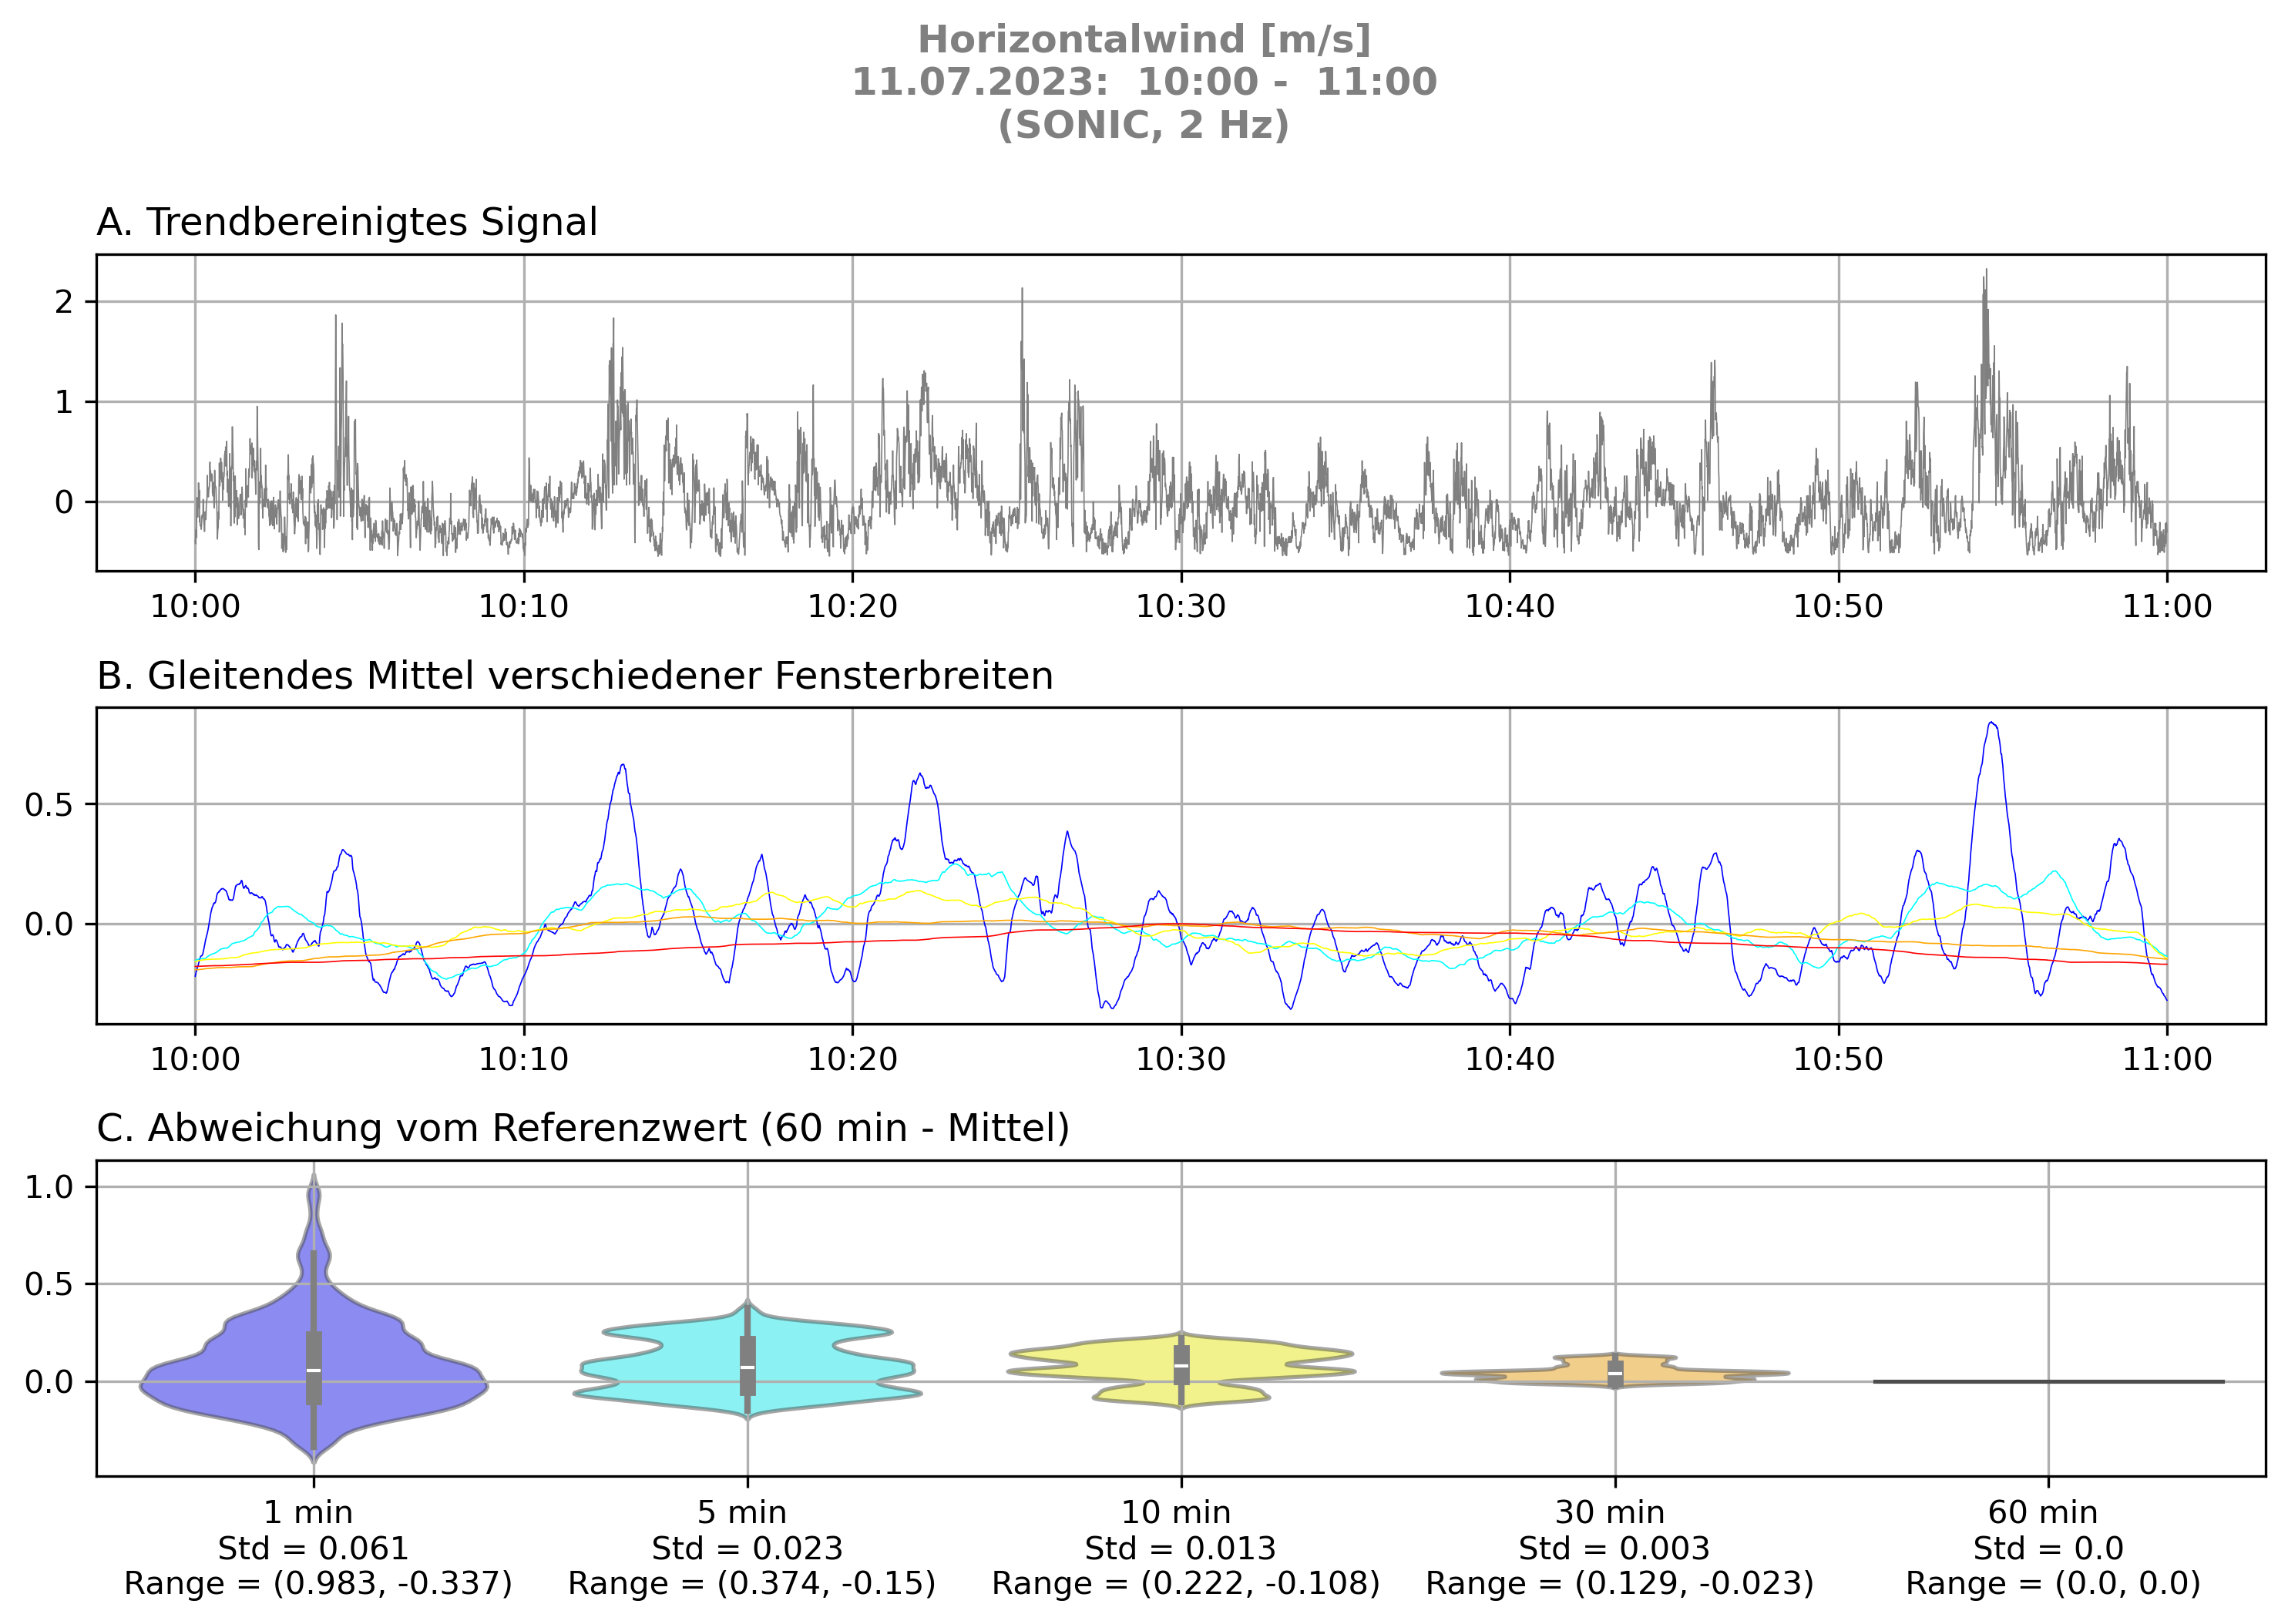 Horizontalwind [m/s]
11.07.2023:  10:00 -  11:00
(SONIC, 2 Hz)
A. Trendbereinigtes Signal
2
1
0
10:00 10:10 10:20 10:30 10:40 10:50 11:00
B. Gleitendes Mittel verschiedener Fensterbreiten
0.5
0.0
10:00 10:10 10:20 10:30 10:40 10:50 11:00
C. Abweichung vom Referenzwert (60 min - Mittel)
1.0
0.5
0.0
1 min 5 min 10 min 30 min 60 min
Std = 0.061 Std = 0.023 Std = 0.013 Std = 0.003 Std = 0.0
Range = (0.983, -0.337) Range = (0.374, -0.15) Range = (0.222, -0.108) Range = (0.129, -0.023) Range = (0.0, 0.0)